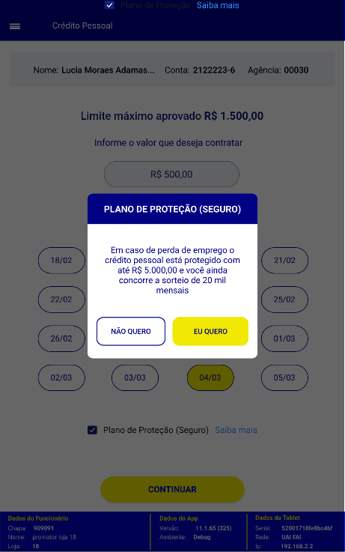 Plano de Proteção Saiba mais
Crédito Pessoal
Nome: Lucia Moraes Adamas... Conta: 2122223-6 Agência: 00030
Limite máximo aprovado R$ 1.500,00
Informe o valor que deseja contratar
R$ 500,00
PLANO DE PROTEÇÃO (SEGURO)
Em caso de perda de emprego o
crédito pessoal está protegido com
até R$ 5.000,00 e você ainda
concorre a sorteio de 20 mil
mensais
NÃO QUERO EU QUERO
18/02 21/02
22/02 25/02
26/02 01/03
02/03 03/03 04/03 05/03
Plano de Proteção (Seguro) Saiba mais
CONTINUAR
Dados do Funcionário Dados do App Dados do Tablet
Chapa: 909091 Versão: 11.1.65 (325) Serial: 52001718fe8bc4bf
Nome: promotor loja 18 Ambiente: Debug Rede: UAI FAI
Loja: 18 Ip: 192.168.2.2